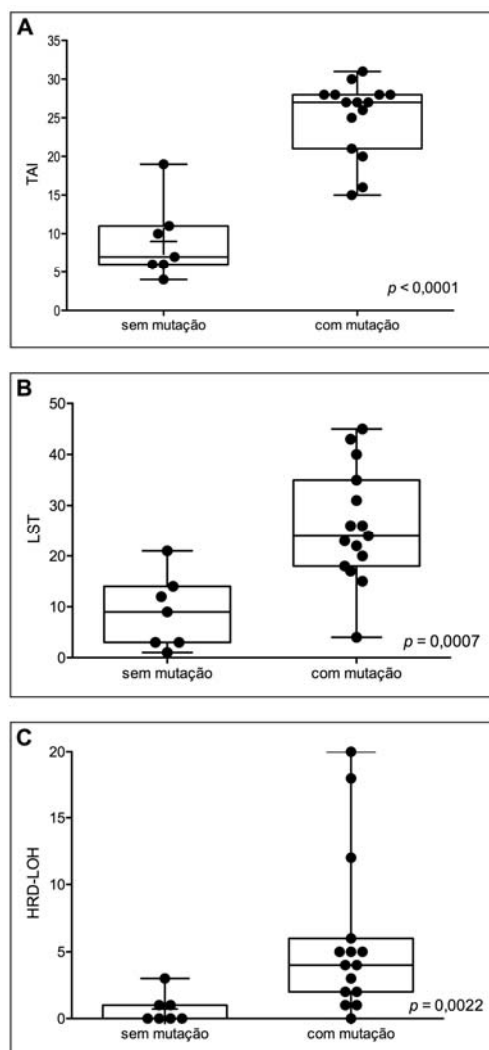 A
35
30
25
20
15
10
5
0
TAI
sem mutação
com mutação
p < 0,0001
B
50
40
30
20
10
0
LST
sem mutação
com mutação
p = 0,0007
C
20
15
10
5
0
HRD-LOH
sem mutação
com mutação
p = 0,0022